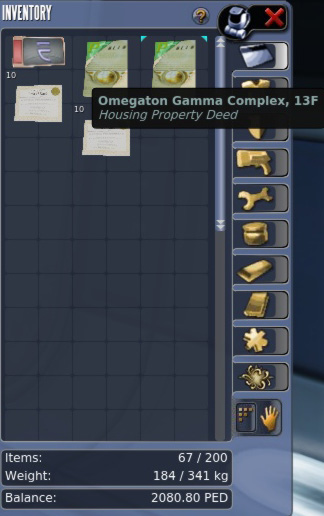 INVENTORY
?
10
10
Omegaton Gamma Complex, 13F
Housing Property Deed
Items: 67 / 200
Weight: 184 / 341 kg
Balance: 2080.80 PED